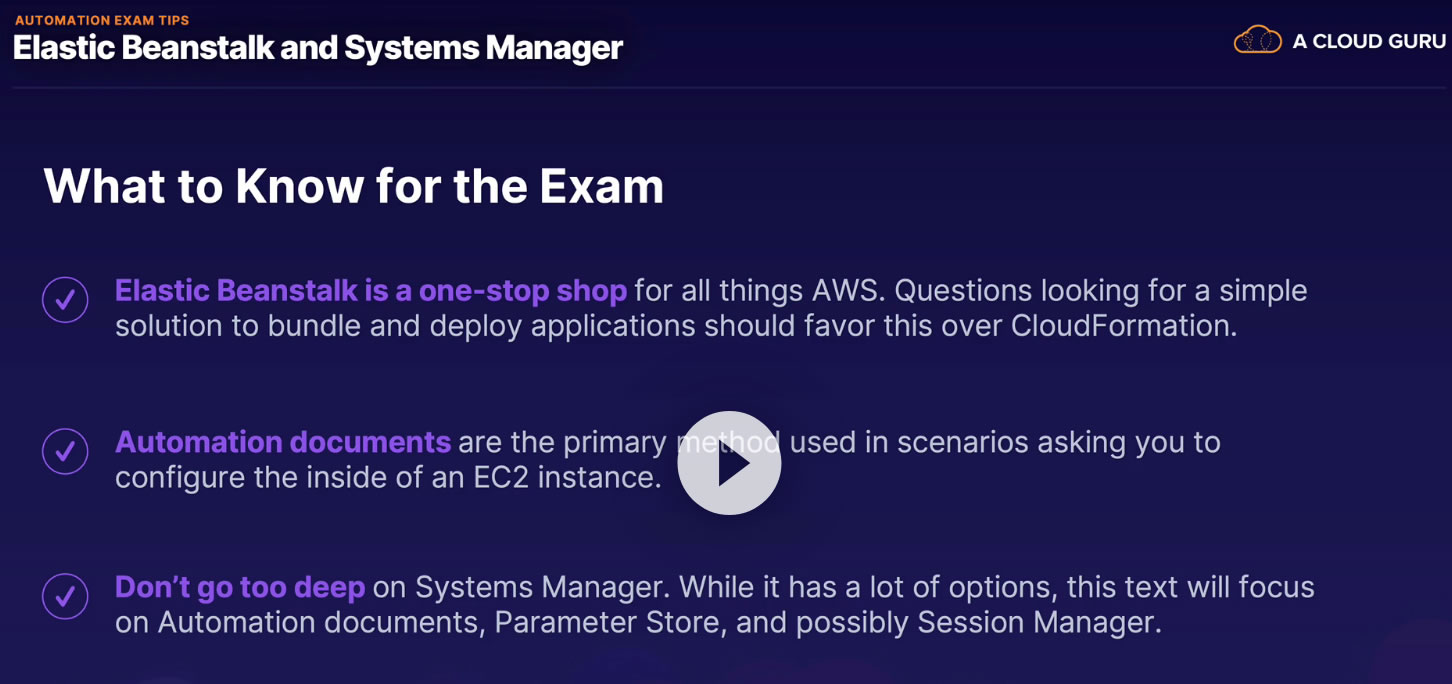 AUTOMATION EXAM TIPS
Elastic Beanstalk and Systems Manager
A CLOUD GURU
What to Know for the Exam
Elastic Beanstalk is a one-stop shop for all things AWS. Questions looking for a simple
solution to bundle and deploy applications should favor this over CloudFormation.
Automation documents are the primary method used in scenarios asking you to
configure the inside of an EC2 instance.
Don’t go too deep on Systems Manager. While it has a lot of options, this text will focus
on Automation documents, Parameter Store, and possibly Session Manager.